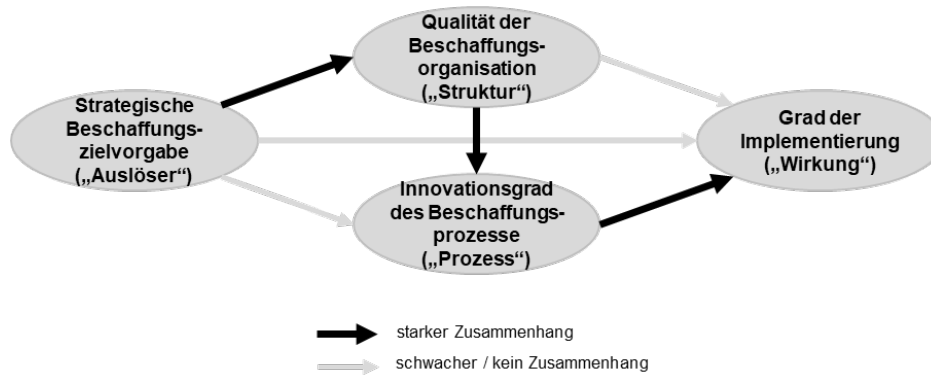 Qualität der
Beschaffungs-
organisation
(„Struktur“)
Strategische
Beschaffungs-
zielvorgabe
(„Auslöser“)
Grad der
Implementierung
(„Wirkung“)
Innovationsgrad
des Beschaffungs-
prozesse
(„Prozess“)
starker Zusammenhang
schwacher / kein Zusammenhang